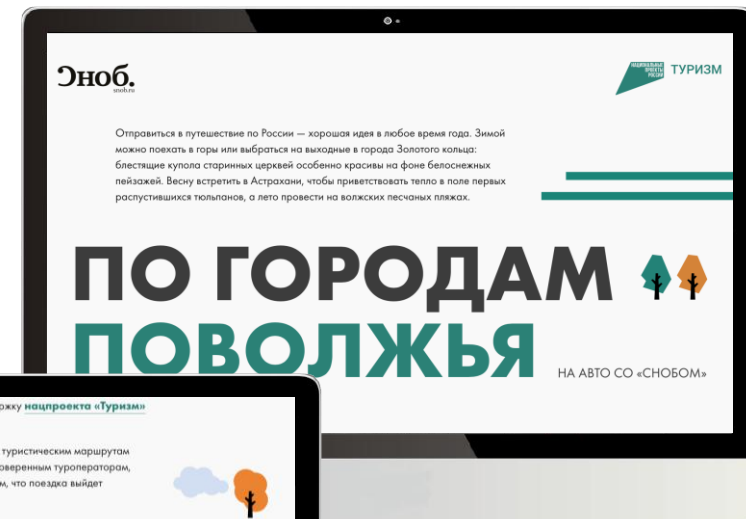 Сноб.
snob.ru
НАЦИОНАЛЬНЫЕ
ПРОЕКТЫ
РОССИИ
ТУРИЗМ
Отправиться в путешествие по России — хорошая идея в любое время года. Зимой
можно поехать в горы или выбраться на выходные в города Золотого кольца:
блестящие купола старинных церквей особенно красивы на фоне белоснежных
пейзажей. Весну встретить в Астрахани, чтобы приветствовать тепло в поле первых
распустившихся тюльпанов, а лето провести на волжских песчаных пляжах.
ПО ГОРОДАМ
ПОВОЛЖЬЯ
НА АВТО СО «СНОБОМ»
нацпроекта «Туризм»
туристическим маршрутам
туроператорам,
что поездка выйдет